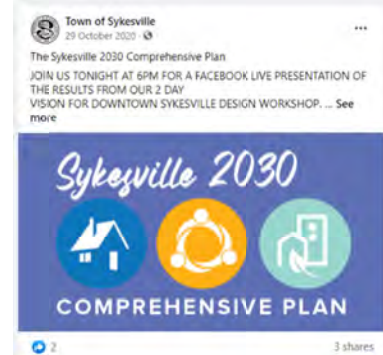 Town of Sykesville
29 October 2020 ·
...
The Sykesville 2030 Comprehensive Plan
JOIN US TONIGHT AT 6PM FOR A FACEBOOK LIVE PRESENTATION OF
THE RESULTS FROM OUR 2 DAY
VISION FOR DOWNTOWN SYKESVILLE DESIGN WORKSHOP. ... See
more
Sykesville 2030
COMPREHENSIVE PLAN
2
3 shares